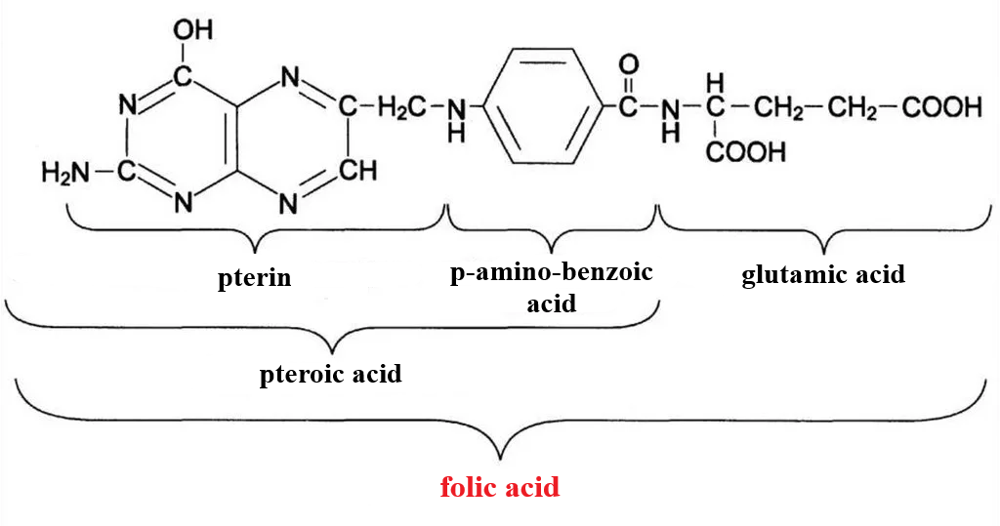 OH
N
C
N
C
H₂C
N
H
O
C
N
H
H
C
CH₂
CH₂
COOH
COOH
H₂N
C
N
N
CH
pterin
p-amino-benzoic
acid
glutamic acid
pteroic acid
folic acid